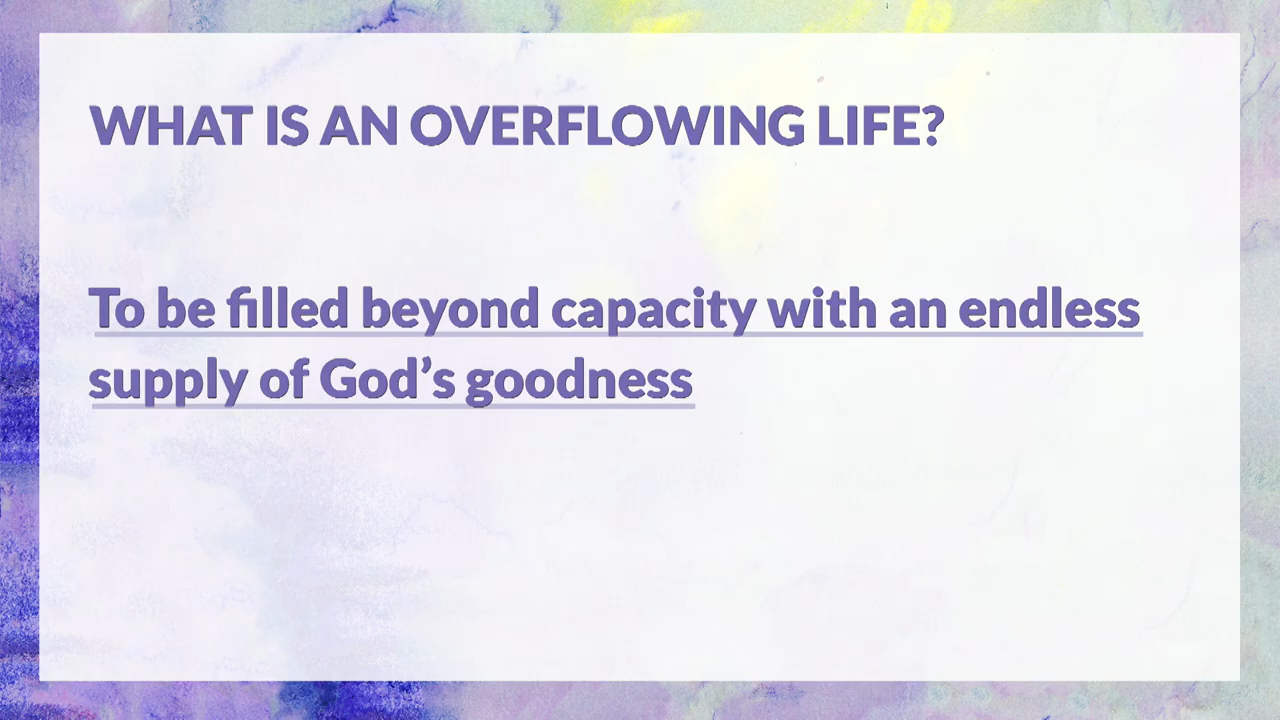 WHAT IS AN OVERFLOWING LIFE?
To be filled beyond capacity with an endless
supply of God’s goodness